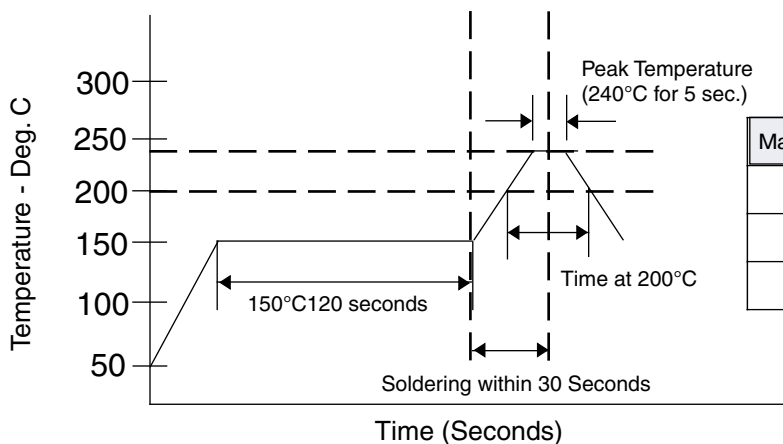 Peak Temperature
(240°C for 5 sec.)
300
250
200
150
100
50
Temperature - Deg. C
Time at 200°C
150°C120 seconds
Soldering within 30 Seconds
Time (Seconds)